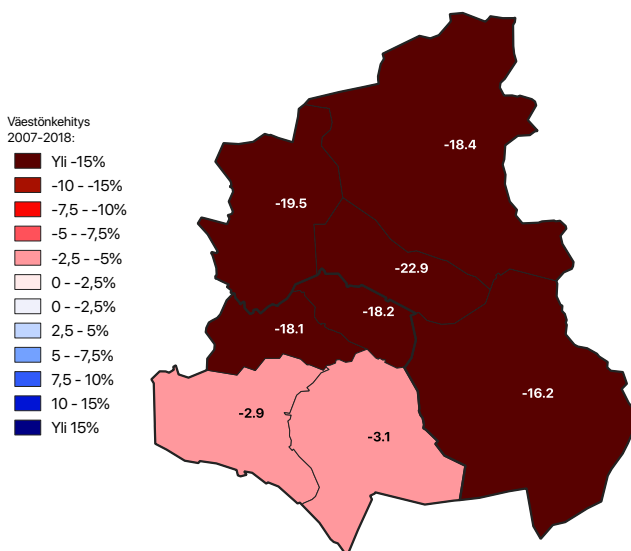 Väestönkehitys
2007-2018:
Yli -15%
-10 - -15%
-7,5 - -10%
-5 - -7,5%
-2,5 - -5%
0 - -2,5%
0 - -2,5%
2,5 - 5%
5 - -7,5%
7,5 - 10%
10 - 15%
Yli 15%
-18.4
-19.5
-22.9
-18.2
-18.1
-16.2
-2.9
-3.1